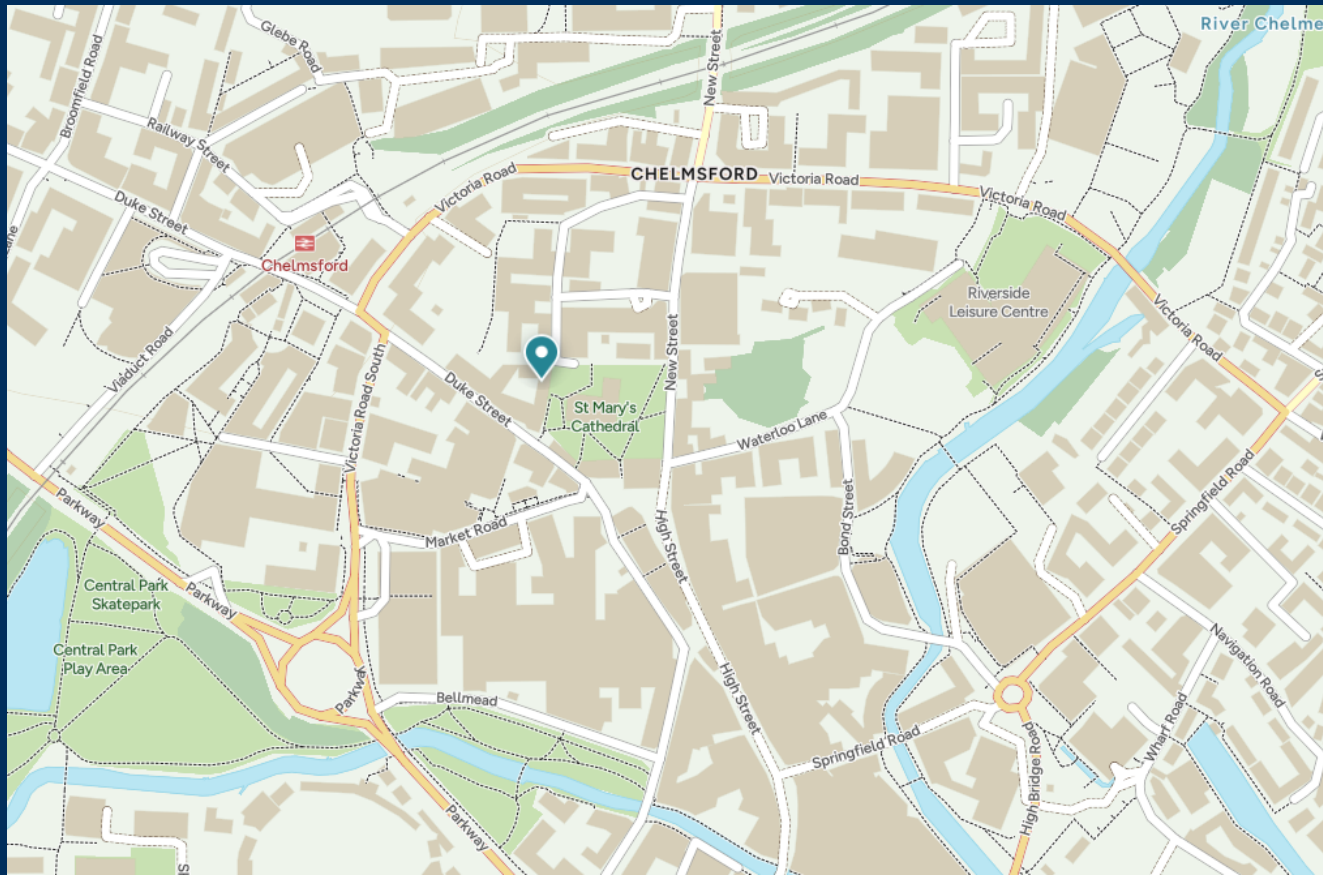 River Chelme
Glebe Road
New Street
Broomfield Road
Railway Street
CHELMSFORD
Victoria Road
Victoria Road
Victoria Road
Duke Street
Lane
Chelmsford
Riverside
Leisure Centre
Victoria Road
Viaduct Road
New Street
Victoria Road South
Duke Street
St Mary's
Cathedral
Waterloo Lane
Parkway
Springfield Road
Bond Street
High Street
Market Road
Central Park
Skatepark
Parkway
Navigation Road
Central Park
Play Area
Parkway
Bellmead
High Street
Springfield Road
Wharf Road
High Bridge Road
Parkway